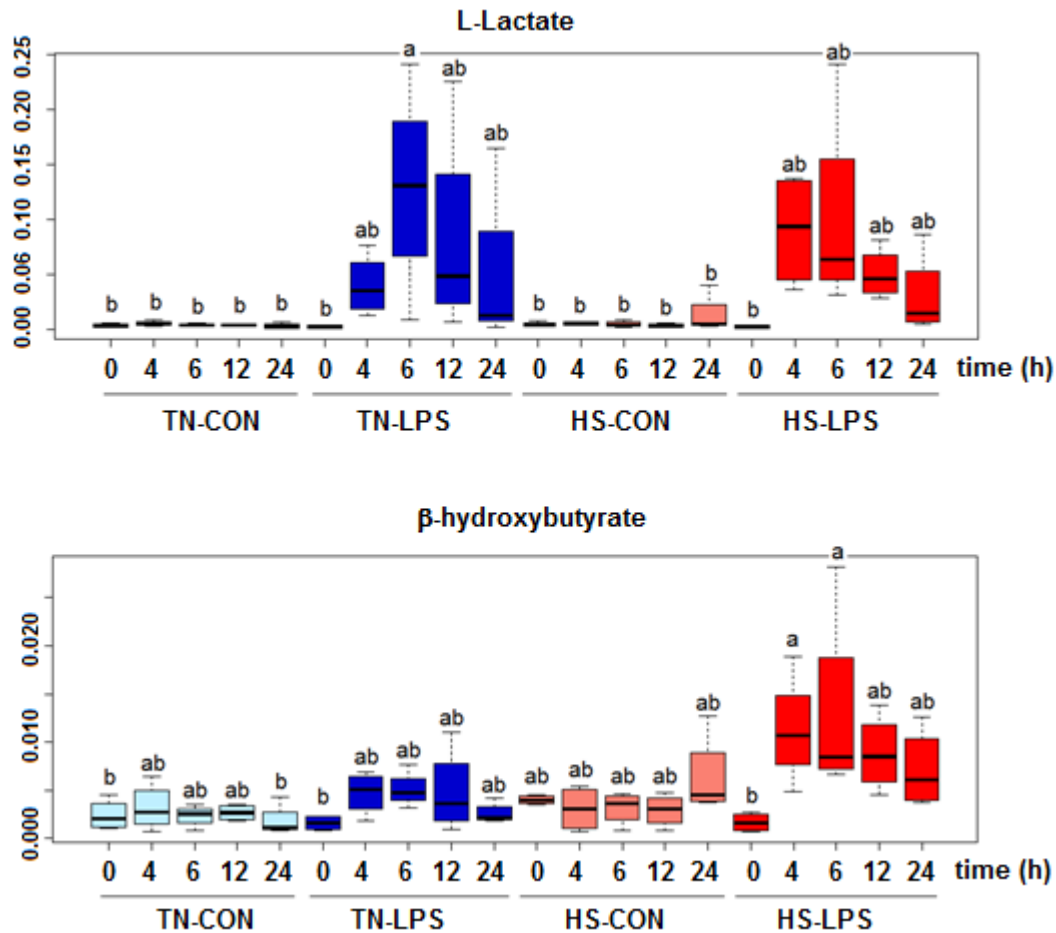 L-Lactate
0.25
0.20
0.15
0.10
0.06
0.00
b b b b b b ab a ab ab b b b b b b ab ab ab ab
0 4 6 12 24 0 4 6 12 24 0 4 6 12 24 0 4 6 12 24 time (h)
TN-CON TN-LPS HS-CON HS-LPS
β-hydroxybutyrate
0.020
0.010
0.000
b ab ab ab b b ab ab ab ab ab ab ab ab ab b a a ab ab
0 4 6 12 24 0 4 6 12 24 0 4 6 12 24 0 4 6 12 24 time (h)
TN-CON TN-LPS HS-CON HS-LPS